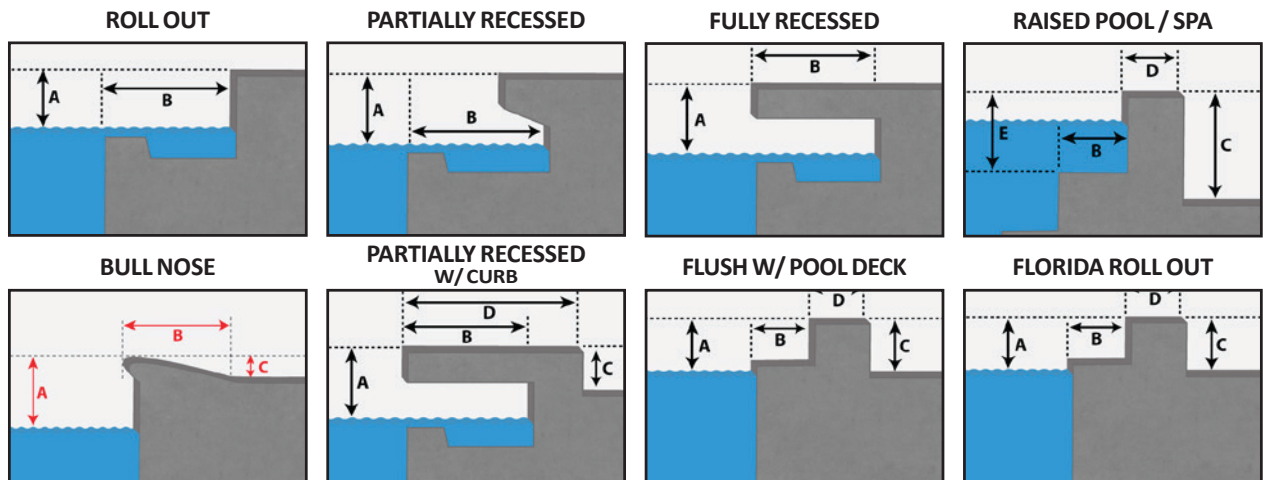 ROLL OUT
PARTIALLY RECESSED
FULLY RECESSED
RAISED POOL / SPA
A
B
A
B
A
B
D
E
B
C
BULL NOSE
PARTIALLY RECESSED
W/ CURB
FLUSH W/ POOL DECK
FLORIDA ROLL OUT
B
A
C
D
B
A
C
D
A
B
C
D
A
B
C